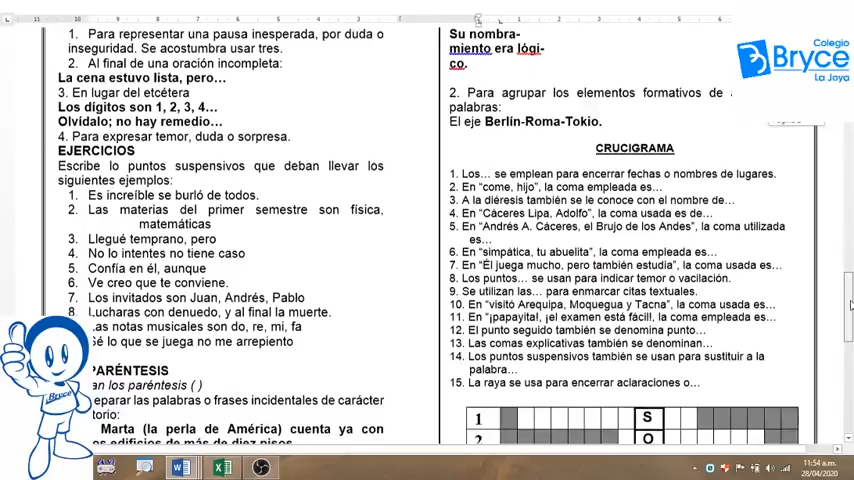 1. Para representar una pausa inesperada, por duda o
inseguridad. Se acostumbra usar tres.
2. Al final de una oración incompleta:
La cena estuvo lista, pero…
3. En lugar del etcétera
Los dígitos son 1, 2, 3, 4…
Olvídalo; no hay remedio…
4. Para expresar temor, duda o sorpresa.
EJERCICIOS
Escribe lo puntos suspensivos que deban llevar los
siguientes ejemplos:
1. Es increíble se burló de todos.
2. Las materias del primer semestre son física,
matemáticas
3. Llegué temprano, pero
4. No lo intentes no tiene caso
5. Confía en él, aunque
6. Ve creo que te conviene.
7. Los invitados son Juan, Andrés, Pablo
8. Lucharas con denuedo, y al final la muerte.
Las notas musicales son do, re, mi, fa
Sé lo que se juega no me arrepiento
PARÉNTESIS
an los paréntesis ( )
eparar las palabras o frases incidentales de carácter
torio:
Marta (la perla de América) cuenta ya con
os edificios de más de diez pisos
Su nombra-
miento era lógi-
co.
2. Para agrupar los elementos formativos de
palabras:
El eje Berlín-Roma-Tokio.
CRUCIGRAMA
1. Los… se emplean para encerrar fechas o nombres de lugares.
2. En “come, hijo”, la coma empleada es…
3. A la diéresis también se le conoce con el nombre de…
4. En “Cáceres Lipa, Adolfo”, la coma usada es de…
5. En “Andrés A. Cáceres, el Brujo de los Andes”, la coma utilizada
es…
6. En “simpática, tu abuelita”, la coma empleada es…
7. En “Él juega mucho, pero también estudia”, la coma usada es…
8. Los puntos… se usan para indicar temor o vacilación.
9. Se utilizan las… para enmarcar citas textuales.
10. En “visitó Arequipa, Moquegua y Tacna”, la coma usada es…
11. En “¡papayita!, ¡el examen está fácil!, la coma empleada es…
12. El punto seguido también se denomina punto…
13. Las comas explicativas también se denominan…
14. Los puntos suspensivos también se usan para sustituir a la
palabra…
15. La raya se usa para encerrar aclaraciones o…
1 S
2 O
Colegio
Bryce
La Joya
Bryce
11:54 a.m.
28/04/2020